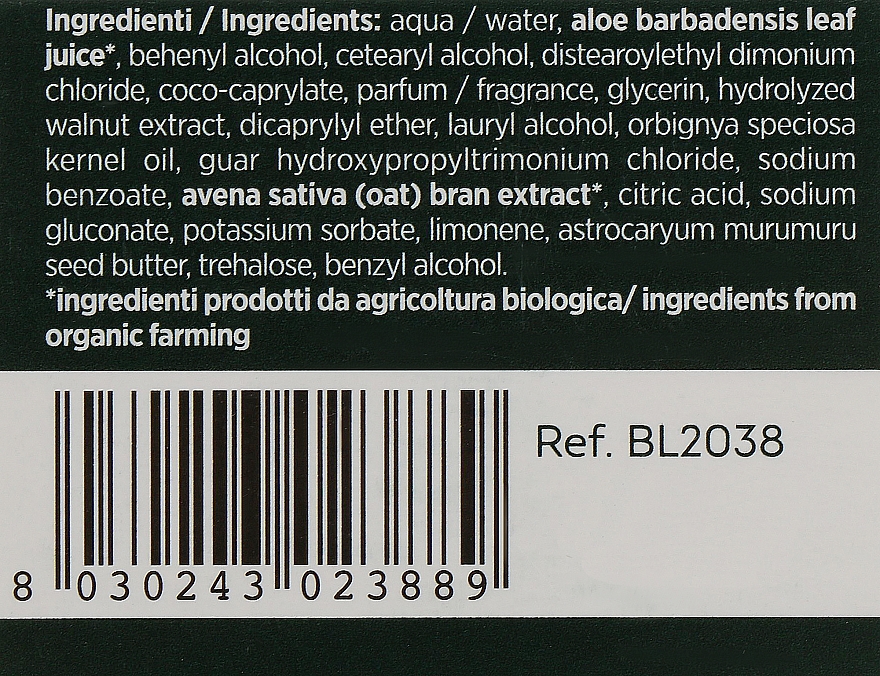 Ingredienti / Ingredients: aqua / water, aloe barbadensis leaf
juice*, behenyl alcohol, cetearyl alcohol, distearoylethyl dimonium
chloride, coco-caprylate, parfum / fragrance, glycerin, hydrolyzed
walnut extract, dicaprylyl ether, lauryl alcohol, orbignya speciosa
kernel oil, guar hydroxypropyltrimonium chloride, sodium
benzoate, avena sativa (oat) bran extract*, citric acid, sodium
gluconate, potassium sorbate, limonene, astrocaryum murumuru
seed butter, trehalose, benzyl alcohol.
*ingredienti prodotti da agricoltura biologica/ ingredients from
organic farming
Ref. BL2038
8 030243 023889